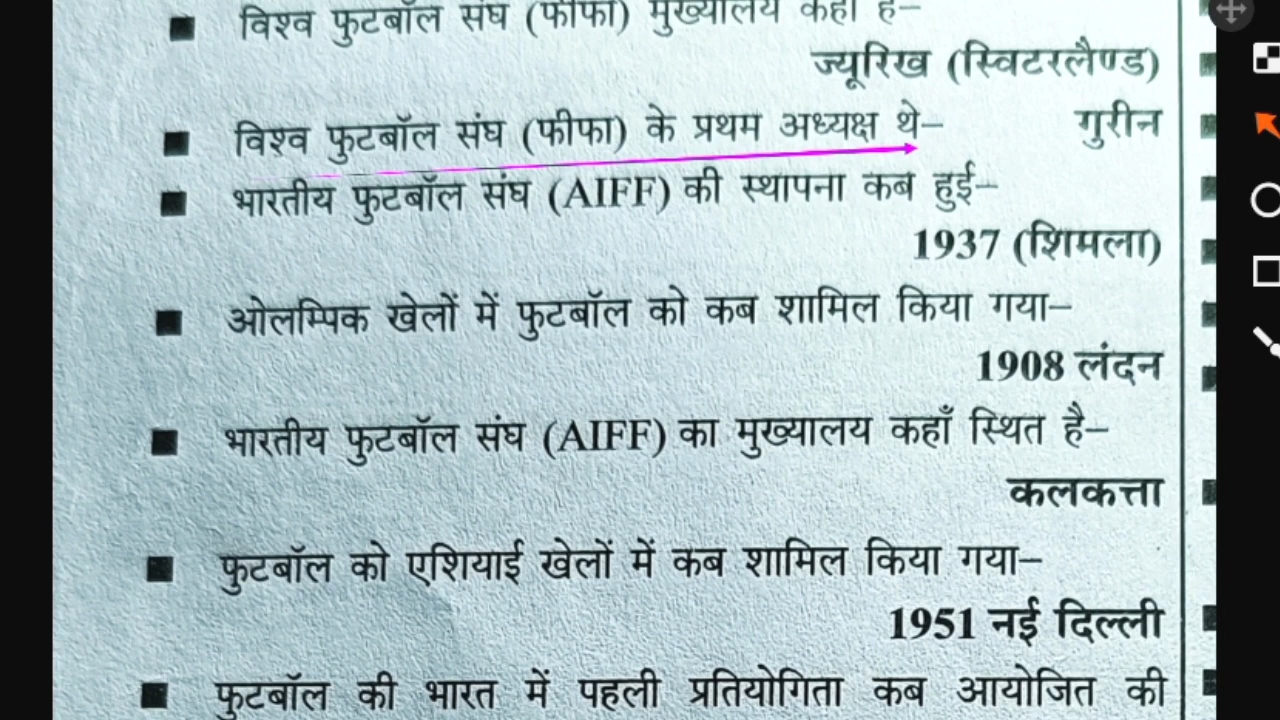 विश्व फुटबॉल संघ (फीफा) मुख्यालय कहाँ है–
ज्यूरिख (स्विटरलैण्ड)
विश्व फुटबॉल संघ (फीफा) के प्रथम अध्यक्ष थे– गुरीन
भारतीय फुटबॉल संघ (AIFF) की स्थापना कब हुई–
1937 (शिमला)
ओलम्पिक खेलों में फुटबॉल को कब शामिल किया गया–
1908 लंदन
भारतीय फुटबॉल संघ (AIFF) का मुख्यालय कहाँ स्थित है–
कलकत्ता
फुटबॉल को एशियाई खेलों में कब शामिल किया गया–
1951 नई दिल्ली
फुटबॉल की भारत में पहली प्रतियोगिता कब आयोजित की